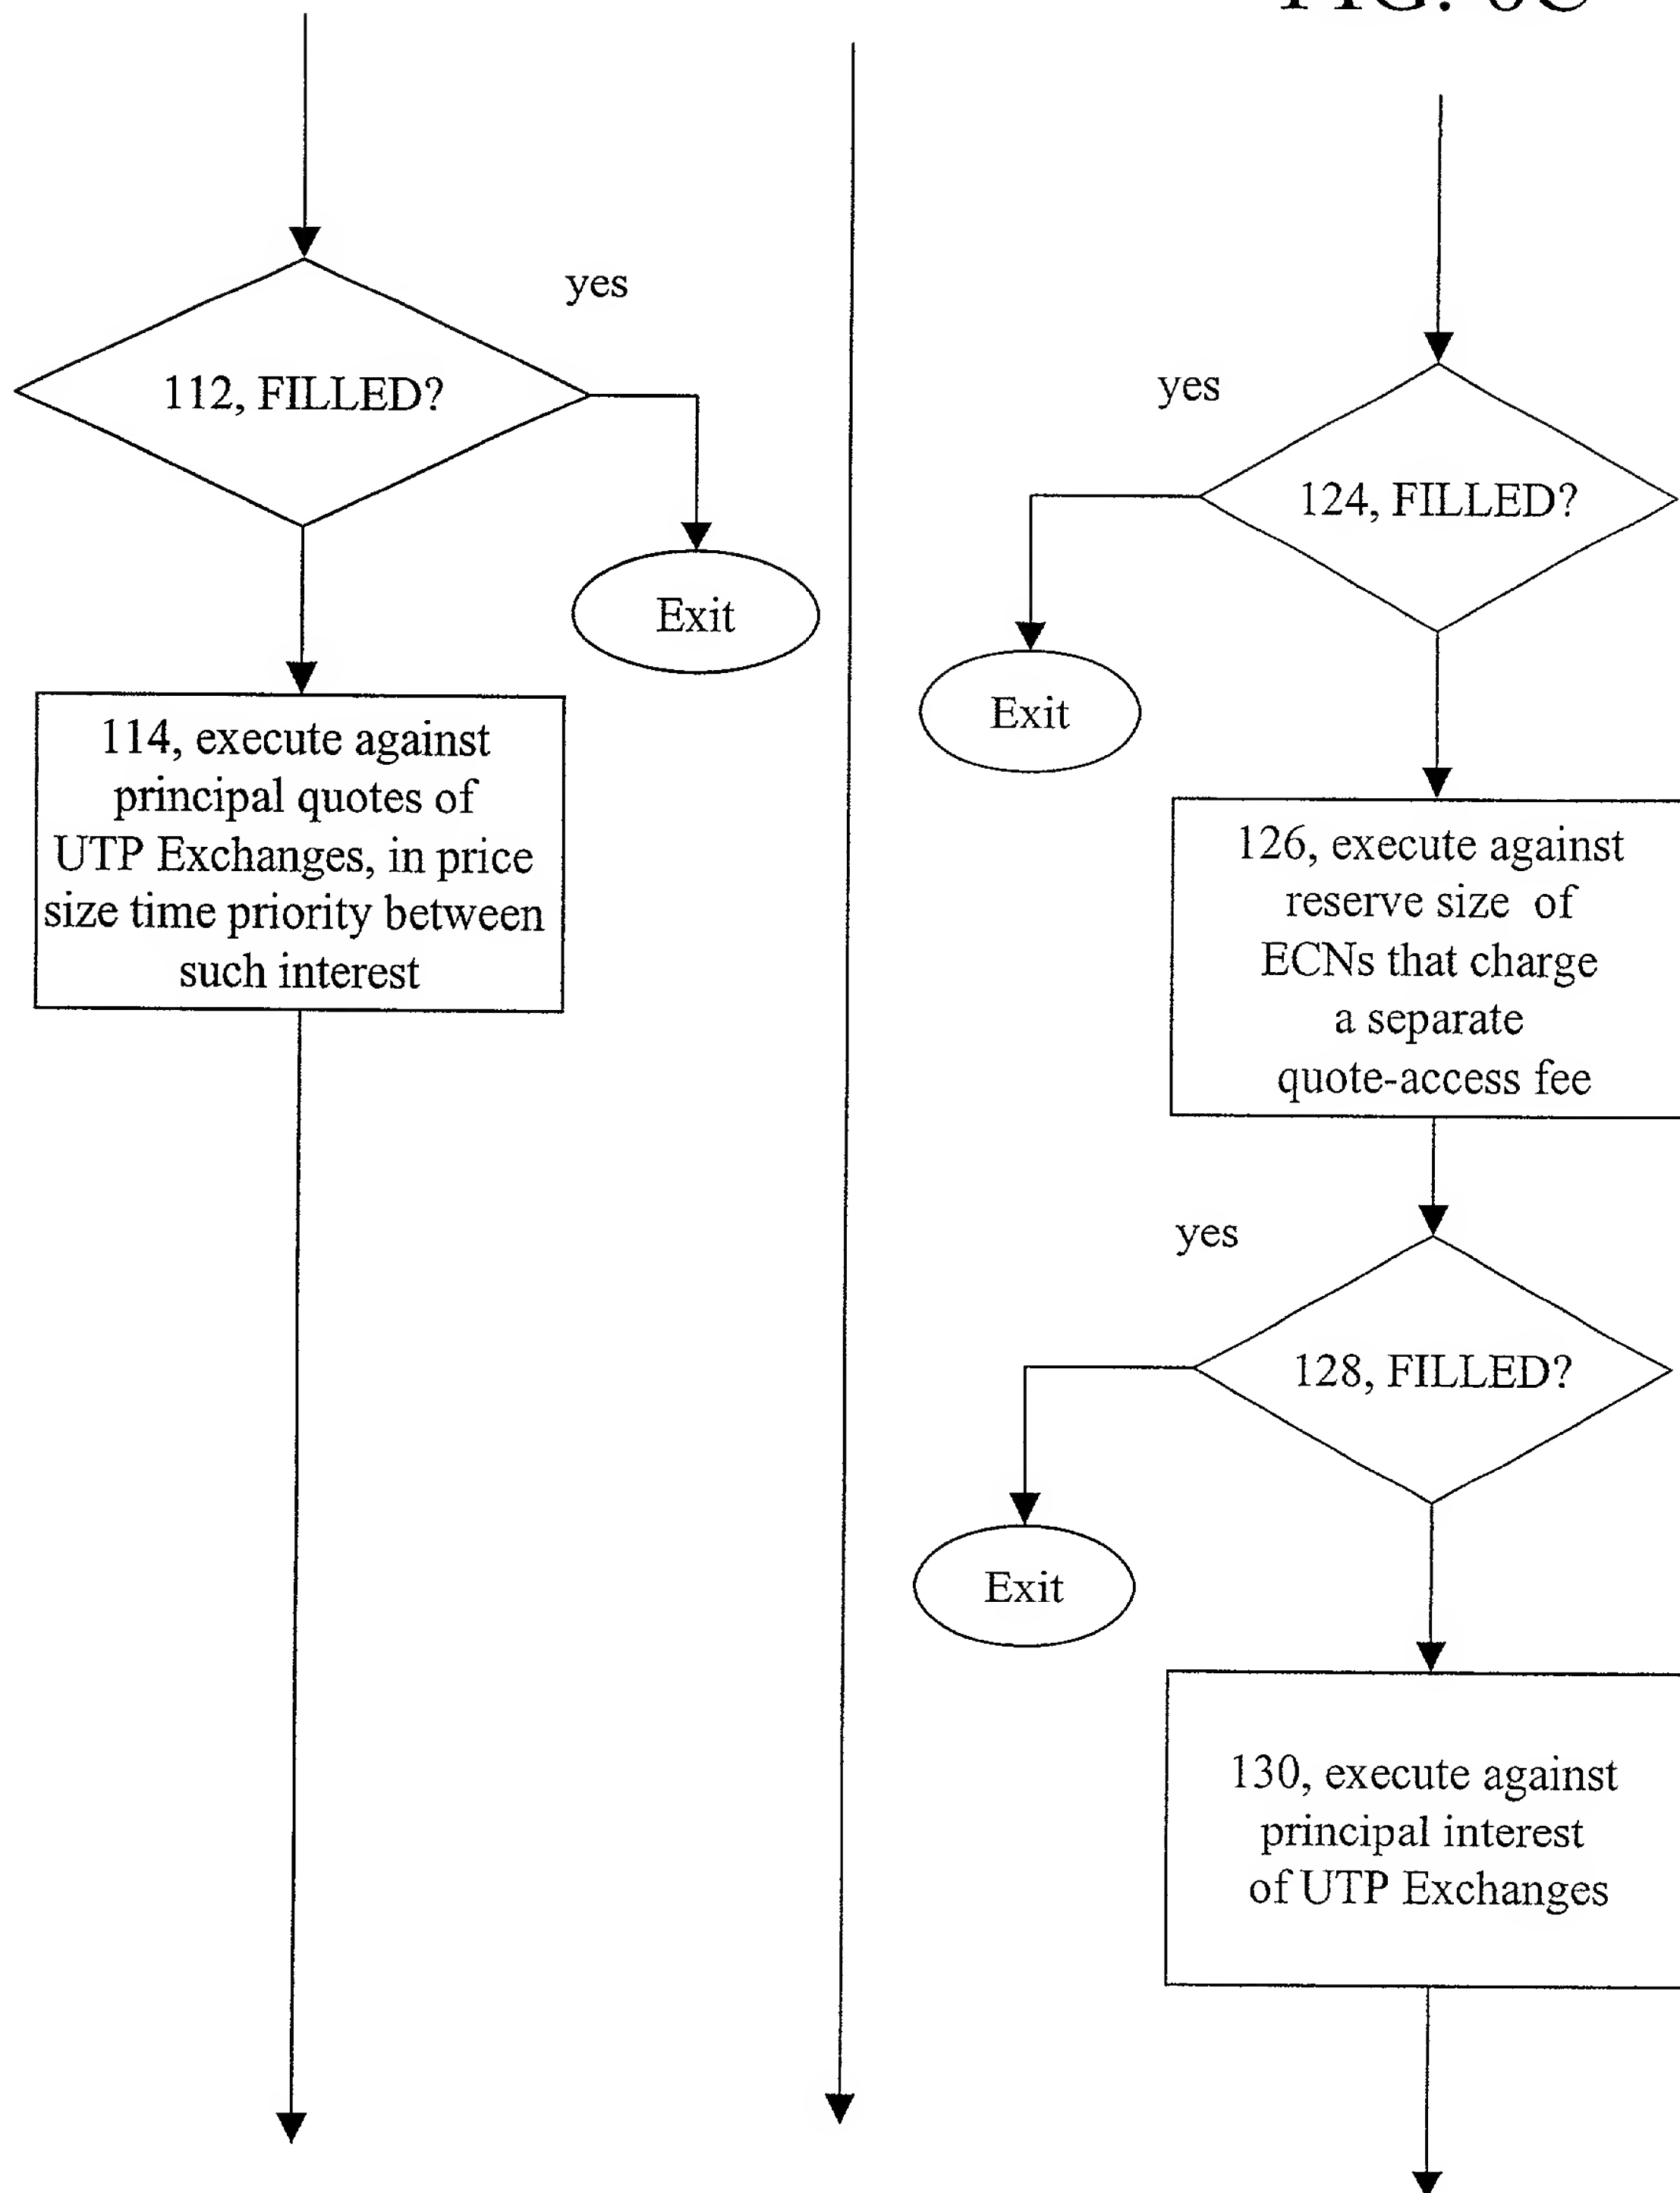 yes
112, FILLED?
Exit
114, execute against
principal quotes of
UTP Exchanges, in price
size time priority between
such interest
yes
124, FILLED?
Exit
126, execute against
reserve size of
ECNs that charge
a separate
quote-access fee
yes
128, FILLED?
Exit
130, execute against
principal interest
of UTP Exchanges